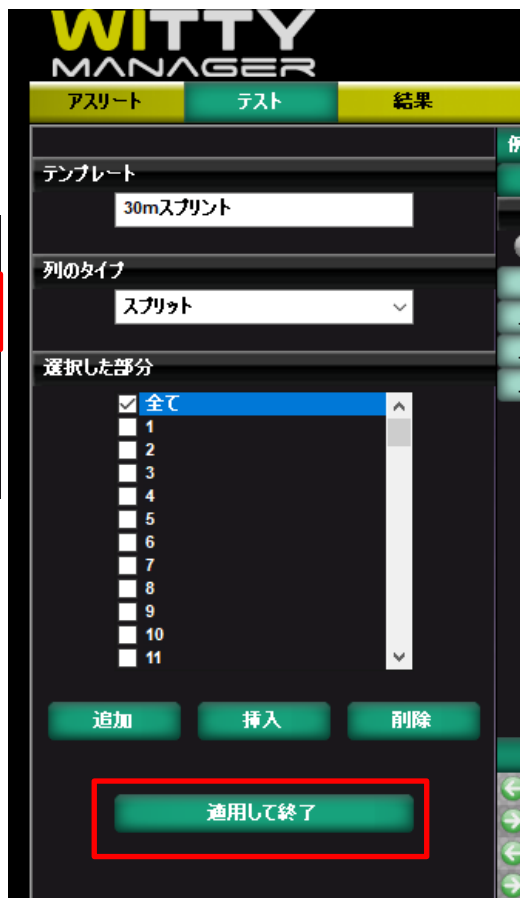 WITTY
MANAGER
アスリート テスト 結果
テンプレート
30mスプリント
列のタイプ
スプリット
選択した部分
全て
1
2
3
4
5
6
7
8
9
10
11
追加 挿入 削除
適用して終了